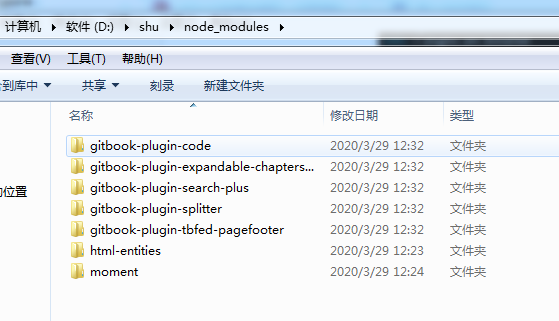 计算机 ▸ 软件 (D:) ▸ shu ▸ node_modules ▸
查看(V) 工具(T) 帮助(H)
到库中 共享 刻录 新建文件夹
名称 修改日期 类型
gitbook-plugin-code 2020/3/29 12:32 文件夹
gitbook-plugin-expandable-chapters... 2020/3/29 12:32 文件夹
gitbook-plugin-search-plus 2020/3/29 12:32 文件夹
的位置
gitbook-plugin-splitter 2020/3/29 12:32 文件夹
gitbook-plugin-tbfed-pagefooter 2020/3/29 12:32 文件夹
html-entities 2020/3/29 12:23 文件夹
moment 2020/3/29 12:24 文件夹